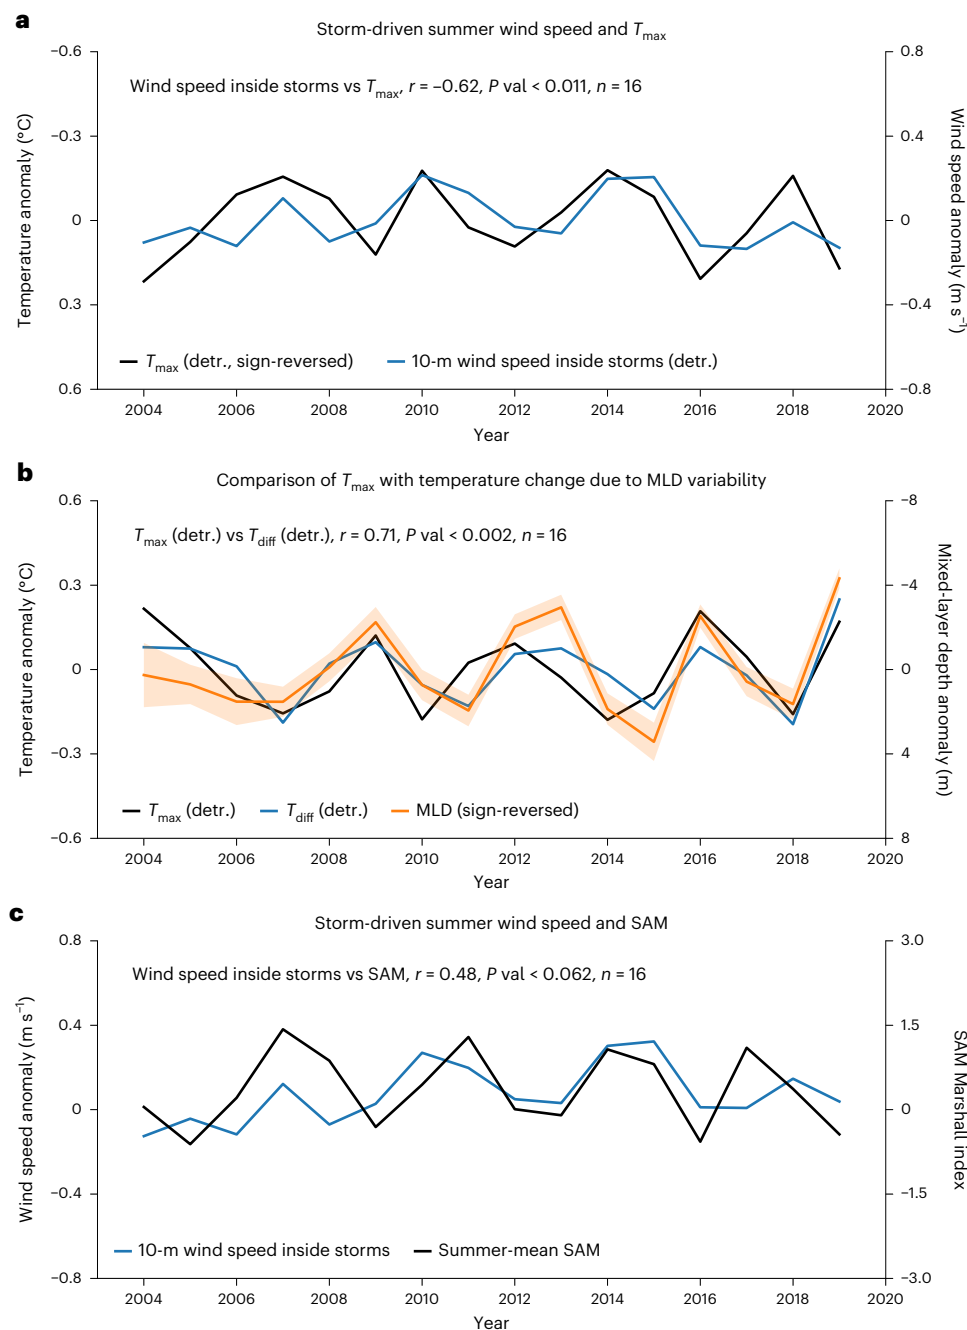 a
Storm-driven summer wind speed and Tmax
Wind speed inside storms vs Tmax, r = –0.62, P val < 0.011, n = 16
Temperature anomaly (°C)
–0.6
–0.3
0
0.3
0.6
0.8
0.4
0
–0.4
–0.8
Wind speed anomaly (m s–1)
Tmax (detr., sign-reversed)
10-m wind speed inside storms (detr.)
2004 2006 2008 2010 2012 2014 2016 2018 2020
Year
b
Comparison of Tmax with temperature change due to MLD variability
Tmax (detr.) vs Tdiff (detr.), r = 0.71, P val < 0.002, n = 16
Temperature anomaly (°C)
0.6
0.3
0
–0.3
–0.6
–8
–4
0
4
8
Mixed-layer depth anomaly (m)
Tmax (detr.)
Tdiff (detr.)
MLD (sign-reversed)
2004 2006 2008 2010 2012 2014 2016 2018 2020
Year
c
Storm-driven summer wind speed and SAM
Wind speed inside storms vs SAM, r = 0.48, P val < 0.062, n = 16
Wind speed anomaly (m s–1)
0.8
0.4
0
–0.4
–0.8
3.0
1.5
0
–1.5
–3.0
SAM Marshall index
10-m wind speed inside storms
Summer-mean SAM
2004 2006 2008 2010 2012 2014 2016 2018 2020
Year